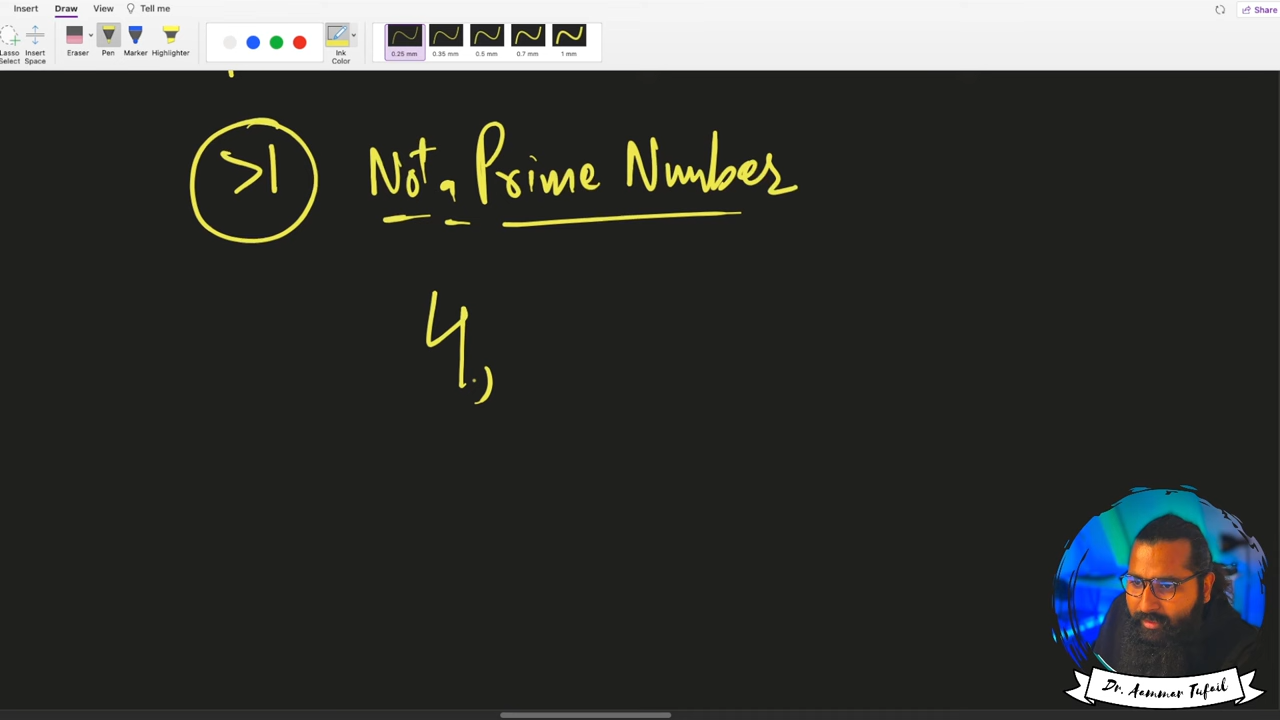 Insert Draw View Tell me
Share
Lasso Select
Insert Space
Eraser
Pen
Marker
Highlighter
Ink Color
0.25 mm
0.35 mm
0.5 mm
0.7 mm
1 mm
>1 Not a Prime Number
4,
Dr. Aammar Tufail